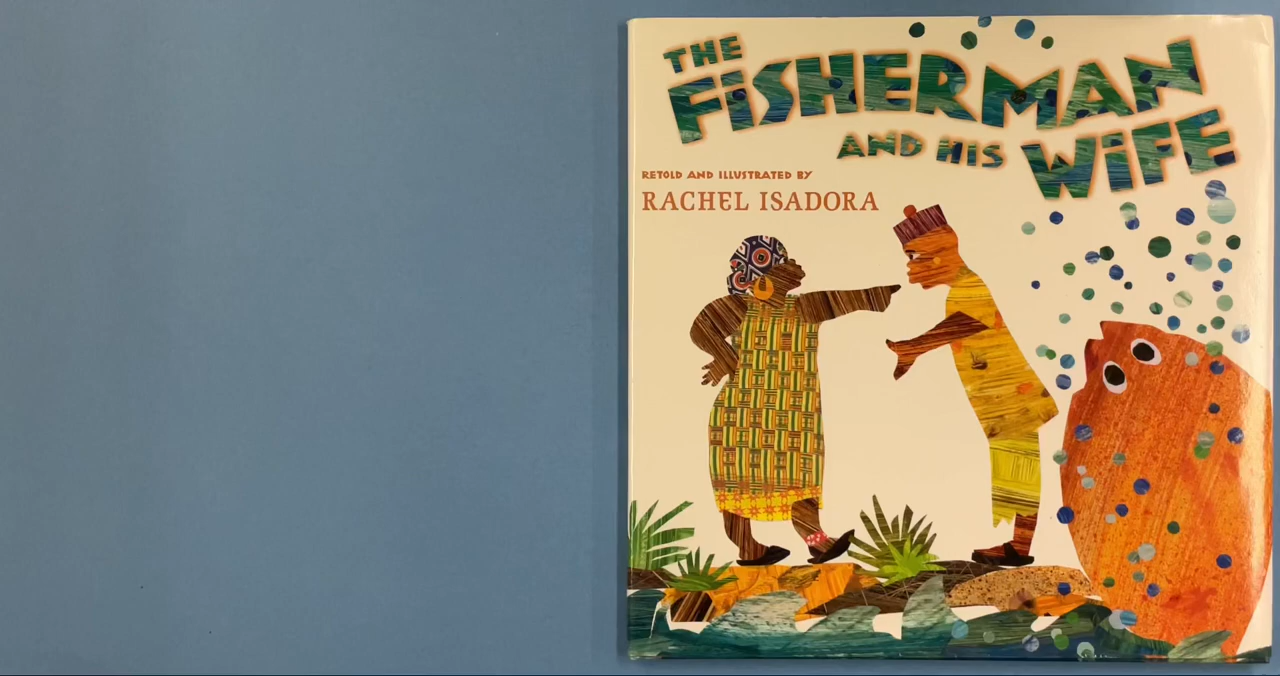 THE
FiSHERMAN
AND HIS WiFE
RETOLD AND ILLUSTRATED BY
RACHEL ISADORA